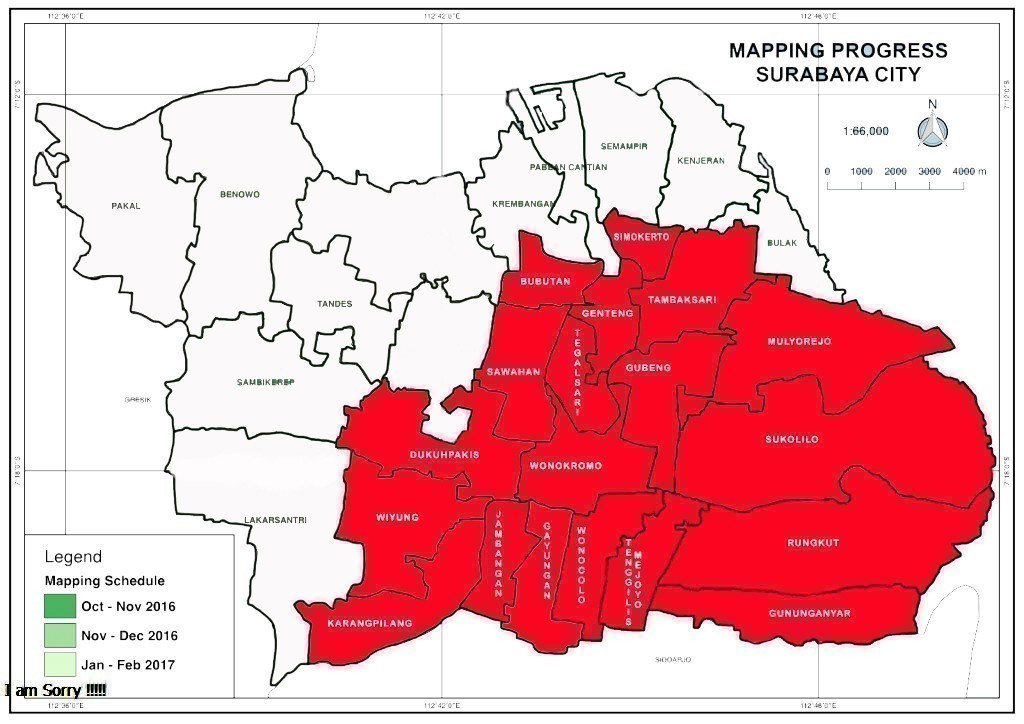 112°36'0"E
112°42'0"E
112°46'0"E
MAPPING PROGRESS
SURABAYA CITY
7°12'0"S
7°12'0"S
N
1:66,000
0 1000 2000 3000 4000 m
SEMAMPIR
KENJERAN
PABEAN CANTIAN
BENOWO
PAKAL
KREMBANGAN
SIMOKERTO
BULAK
BUBUTAN
TANDES
GENTENG
TAMBAKSARI
MULYOREJO
TEGALSARI
SAWAHAN
GUBENG
SAMBIKEREP
GRESIK
SUKOLILO
DUKUHPAKIS
WONOKROMO
7°18'0"S
7°18'0"S
WIYUNG
LAKARSANTRI
JAMBANGAN
GAYUNGAN
WONOCOLO
TENGGILIS
MEJOYO
RUNGKUT
KARANGPILANG
GUNUNGANYAR
SIDOARJO
Legend
Mapping Schedule
Oct - Nov 2016
Nov - Dec 2016
Jan - Feb 2017
I am Sorry !!!!!
112°36'0"E
112°42'0"E
112°46'0"E